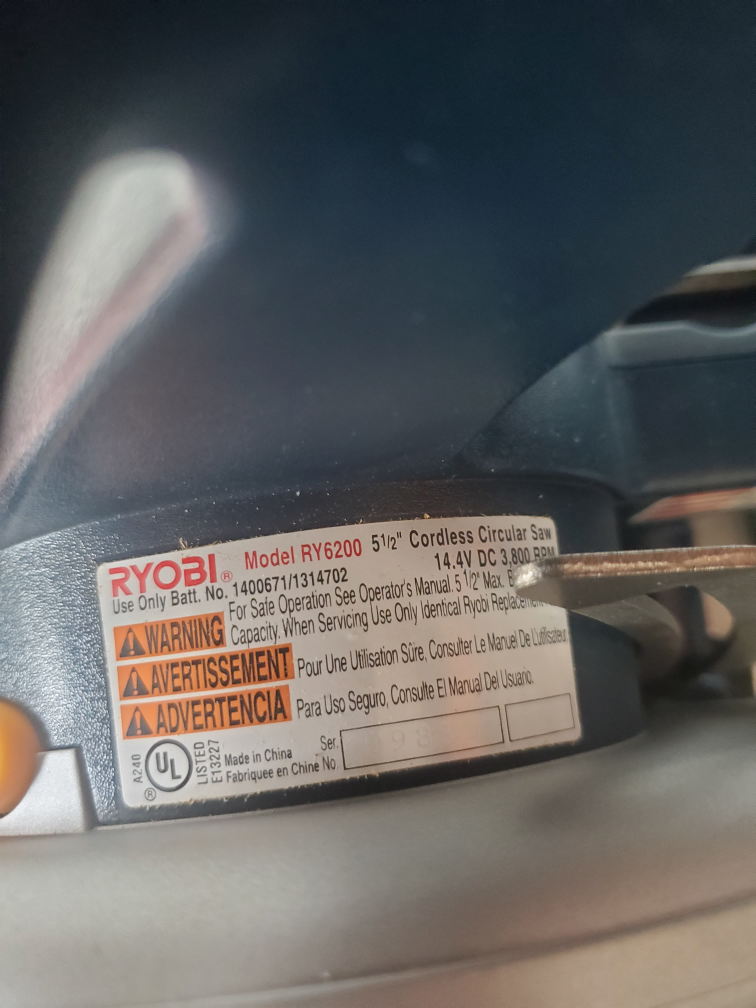 RYOBI® Model RY6200 5 1/2" Cordless Circular Saw
Use Only Batt. No. 1400671/1314702 14.4V DC 3,800 RPM
WARNING For Safe Operation See Operator's Manual. 5 1/2" Max.
Capacity. When Servicing Use Only Identical Ryobi
AVERTISSEMENT Pour Une Utilisation Sûre, Consulter Le Manuel De L'utilisateur.
ADVERTENCIA Para Uso Seguro, Consulte El Manual Del Usuario.
A240
UL®
LISTED
E13227
Made in China Ser.
Fabriquee en Chine No